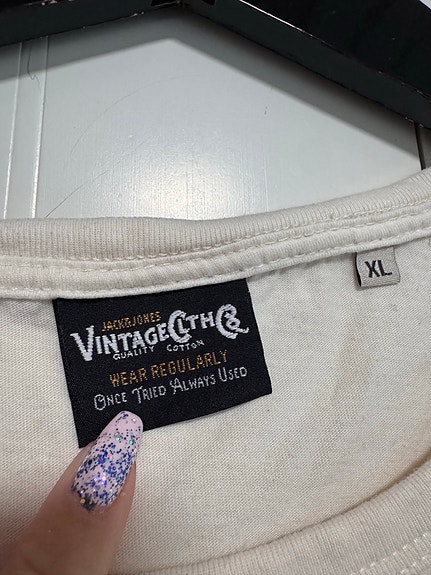 JACK&JONES
VINTAGE CLTH Co
QUALITY COTTON
WEAR REGULARLY
ONCE TRIED ALWAYS USED
XL